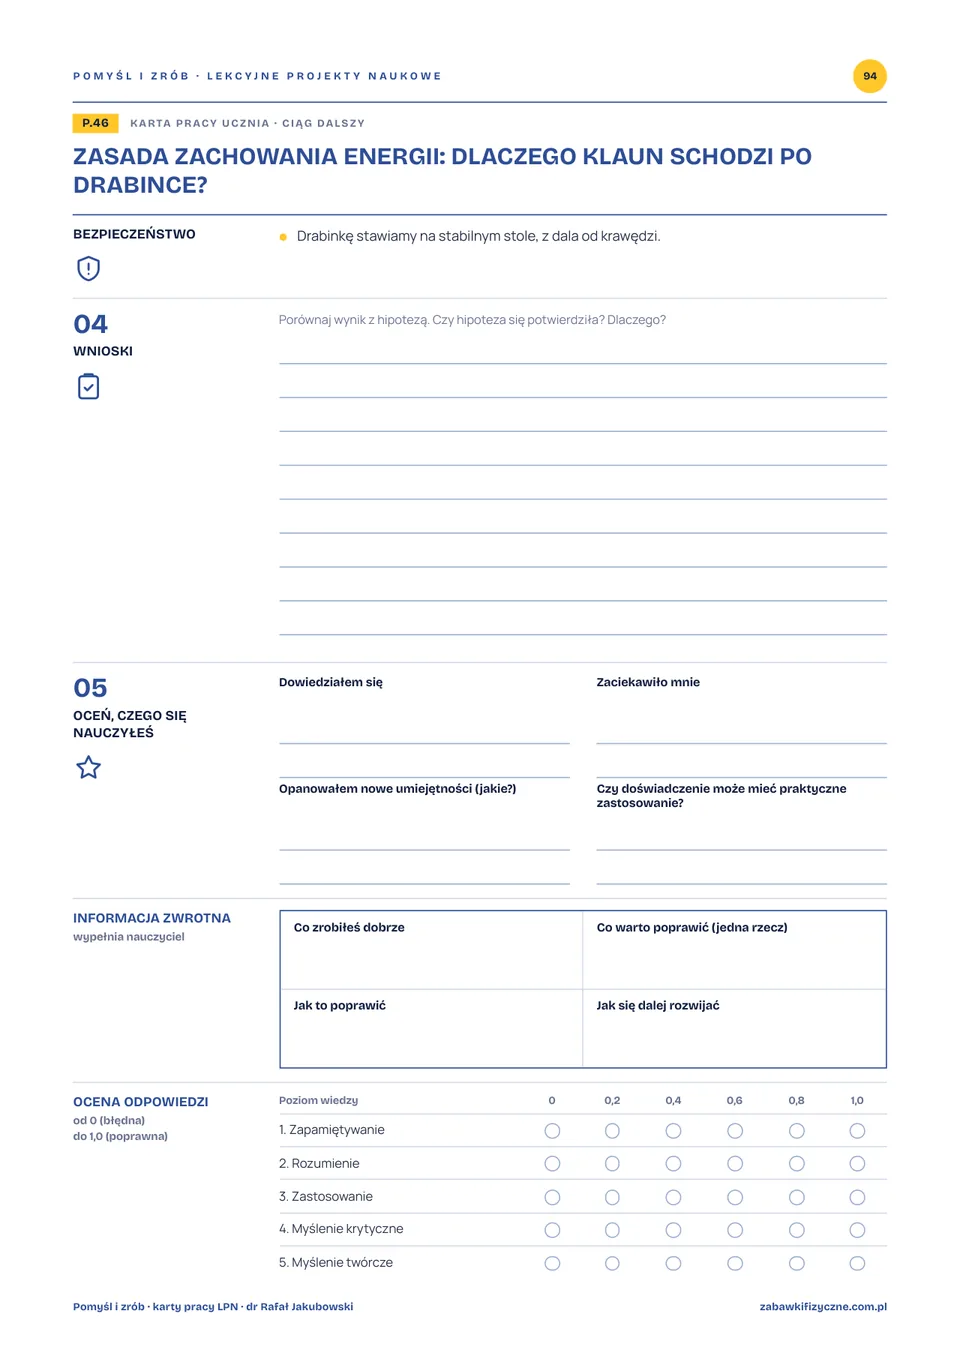 POMYŚL I ZRÓB · LEKCYJNE PROJEKTY NAUKOWE
94
P.46 KARTA PRACY UCZNIA · CIĄG DALSZY
ZASADA ZACHOWANIA ENERGII: DLACZEGO KLAUN SCHODZI PO
DRABINCE?
BEZPIECZEŃSTWO
Drabinkę stawiamy na stabilnym stole, z dala od krawędzi.
04
WNIOSKI
Porównaj wynik z hipotezą. Czy hipoteza się potwierdziła? Dlaczego?
05
OCEŃ, CZEGO SIĘ
NAUCZYŁEŚ
Dowiedziałem się
Zaciekawiło mnie
Opanowałem nowe umiejętności (jakie?)
Czy doświadczenie może mieć praktyczne
zastosowanie?
INFORMACJA ZWROTNA
wypełnia nauczyciel
Co zrobiłeś dobrze
Co warto poprawić (jedna rzecz)
Jak to poprawić
Jak się dalej rozwijać
OCENA ODPOWIEDZI
od 0 (błędna)
do 1,0 (poprawna)
Poziom wiedzy 0 0,2 0,4 0,6 0,8 1,0
1. Zapamiętywanie
2. Rozumienie
3. Zastosowanie
4. Myślenie krytyczne
5. Myślenie twórcze
Pomyśl i zrób · karty pracy LPN · dr Rafał Jakubowski
zabawkifizyczne.com.pl